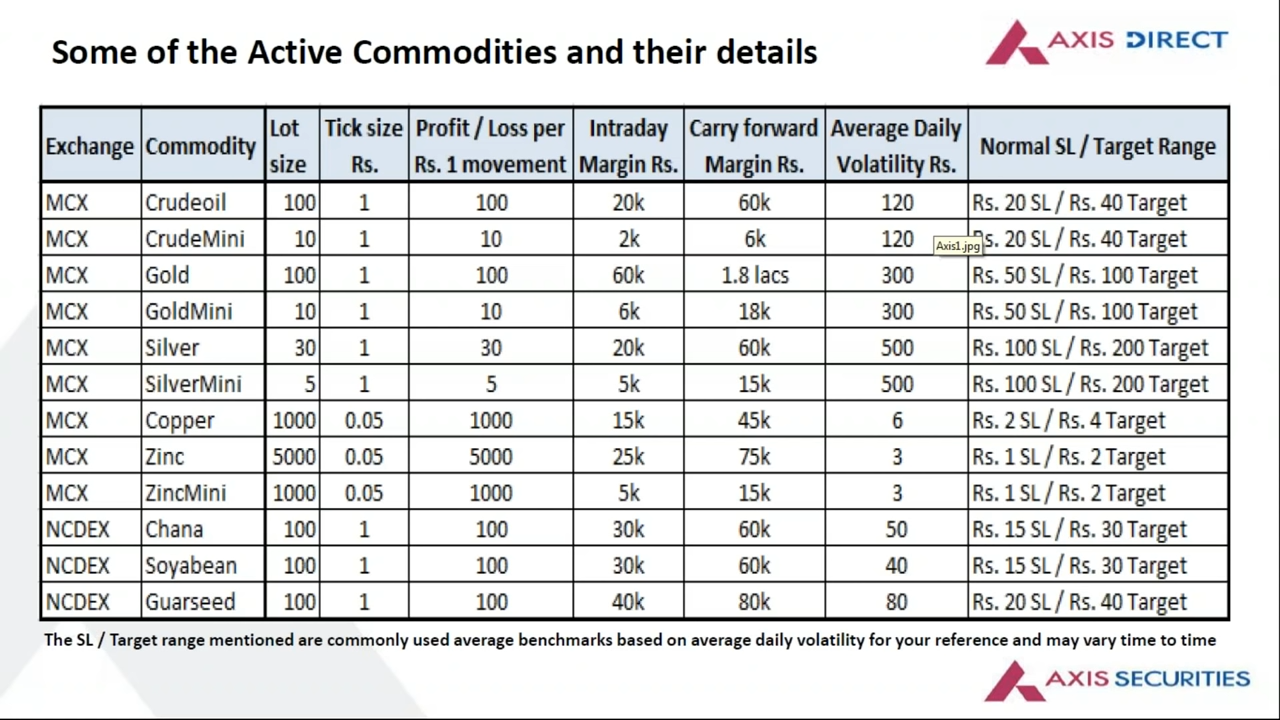 Some of the Active Commodities and their details
AXIS DIRECT
Exchange Commodity Lot size Tick size Rs. Profit / Loss per Rs. 1 movement Intraday Margin Rs. Carry forward Margin Rs. Average Daily Volatility Rs. Normal SL / Target Range
MCX Crudeoil 100 1 100 20k 60k 120 Rs. 20 SL / Rs. 40 Target
MCX CrudeMini 10 1 10 2k 6k 120 Rs. 20 SL / Rs. 40 Target
Axis1.jpg
MCX Gold 100 1 100 60k 1.8 lacs 300 Rs. 50 SL / Rs. 100 Target
MCX GoldMini 10 1 10 6k 18k 300 Rs. 50 SL / Rs. 100 Target
MCX Silver 30 1 30 20k 60k 500 Rs. 100 SL / Rs. 200 Target
MCX SilverMini 5 1 5 5k 15k 500 Rs. 100 SL / Rs. 200 Target
MCX Copper 1000 0.05 1000 15k 45k 6 Rs. 2 SL / Rs. 4 Target
MCX Zinc 5000 0.05 5000 25k 75k 3 Rs. 1 SL / Rs. 2 Target
MCX ZincMini 1000 0.05 1000 5k 15k 3 Rs. 1 SL / Rs. 2 Target
NCDEX Chana 100 1 100 30k 60k 50 Rs. 15 SL / Rs. 30 Target
NCDEX Soyabean 100 1 100 30k 60k 40 Rs. 15 SL / Rs. 30 Target
NCDEX Guarseed 100 1 100 40k 80k 80 Rs. 20 SL / Rs. 40 Target
The SL / Target range mentioned are commonly used average benchmarks based on average daily volatility for your reference and may vary time to time
AXIS SECURITIES